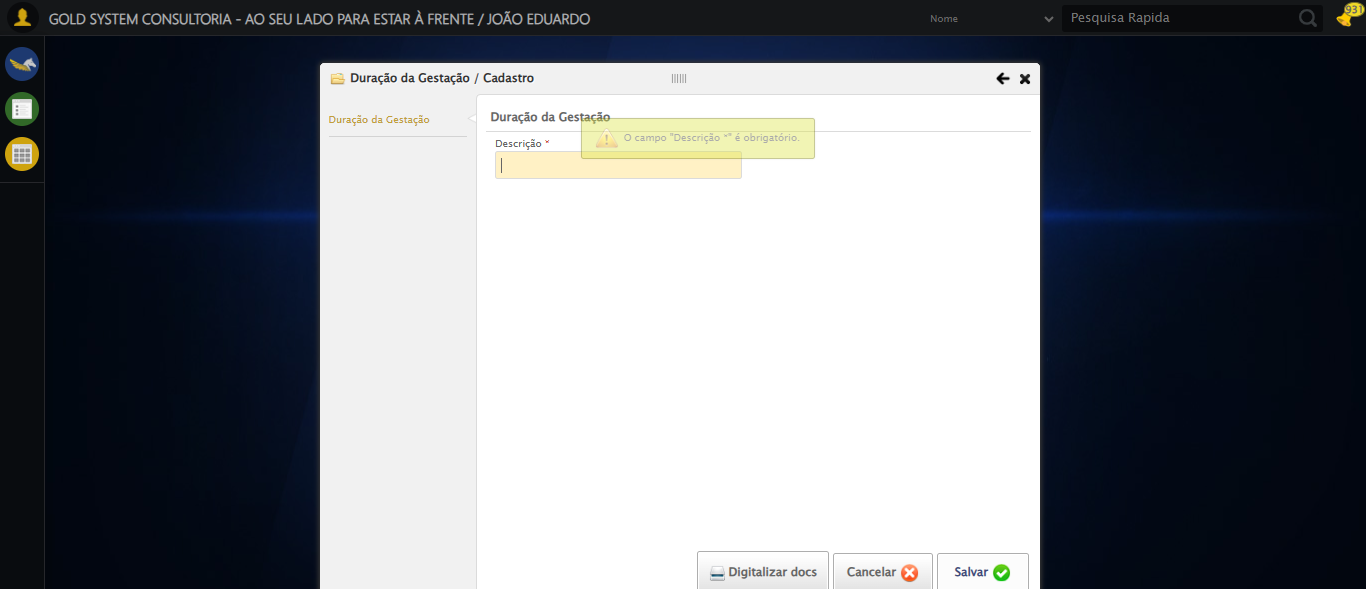 GOLD SYSTEM CONSULTORIA - AO SEU LADO PARA ESTAR À FRENTE / JOÃO EDUARDO
Nome
Pesquisa Rapida
931
Duração da Gestação / Cadastro
Duração da Gestação
Duração da Gestação
O campo "Descrição *" é obrigatório.
Descrição *
Digitalizar docs
Cancelar
Salvar